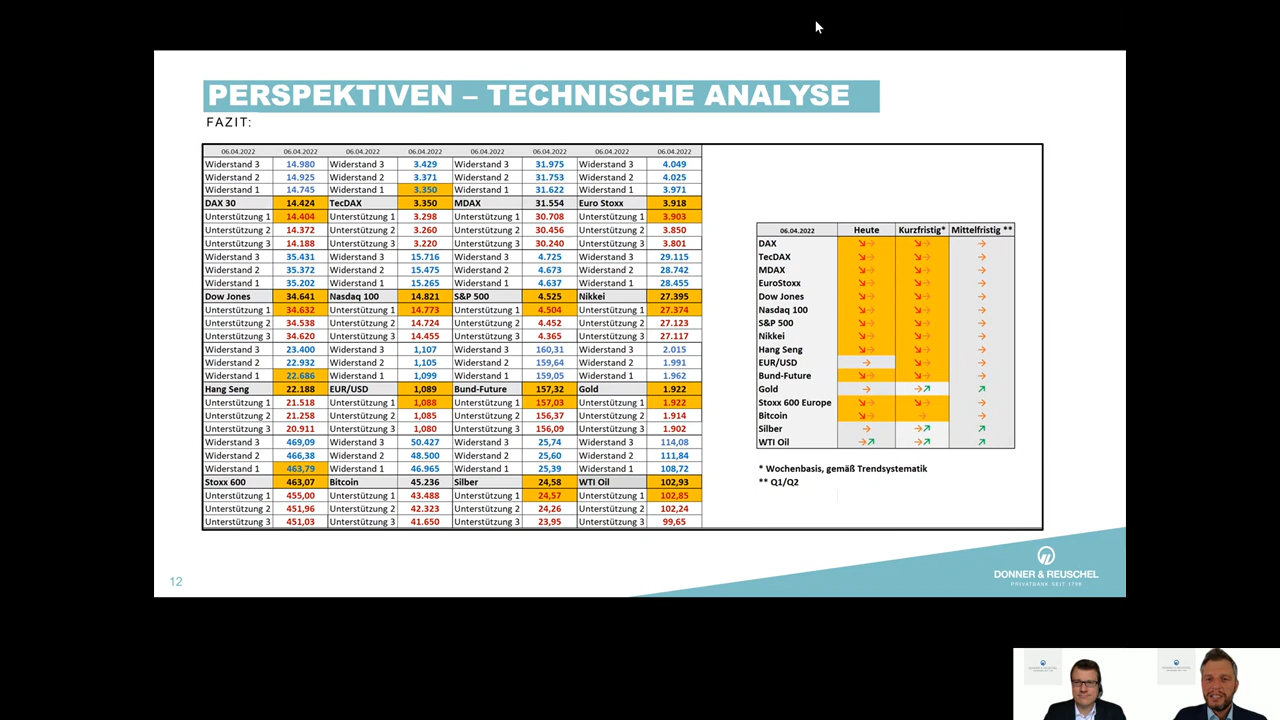 PERSPEKTIVEN – TECHNISCHE ANALYSE
FAZIT:
06.04.2022 06.04.2022 06.04.2022 06.04.2022 06.04.2022 06.04.2022 06.04.2022 06.04.2022
Widerstand 3 14.980 Widerstand 3 3.429 Widerstand 3 31.975 Widerstand 3 4.049
Widerstand 2 14.925 Widerstand 2 3.371 Widerstand 2 31.753 Widerstand 2 4.025
Widerstand 1 14.745 Widerstand 1 3.350 Widerstand 1 31.622 Widerstand 1 3.971
DAX 30 14.424 TecDAX 3.350 MDAX 31.554 Euro Stoxx 3.918
Unterstützung 1 14.404 Unterstützung 1 3.298 Unterstützung 1 30.708 Unterstützung 1 3.903
Unterstützung 2 14.372 Unterstützung 2 3.260 Unterstützung 2 30.456 Unterstützung 2 3.850
Unterstützung 3 14.188 Unterstützung 3 3.220 Unterstützung 3 30.240 Unterstützung 3 3.801
Widerstand 3 35.431 Widerstand 3 15.716 Widerstand 3 4.725 Widerstand 3 29.115
Widerstand 2 35.372 Widerstand 2 15.475 Widerstand 2 4.673 Widerstand 2 28.742
Widerstand 1 35.202 Widerstand 1 15.265 Widerstand 1 4.637 Widerstand 1 28.455
Dow Jones 34.641 Nasdaq 100 14.821 S&P 500 4.525 Nikkei 27.395
Unterstützung 1 34.632 Unterstützung 1 14.773 Unterstützung 1 4.504 Unterstützung 1 27.374
Unterstützung 2 34.538 Unterstützung 2 14.724 Unterstützung 2 4.452 Unterstützung 2 27.123
Unterstützung 3 34.620 Unterstützung 3 14.455 Unterstützung 3 4.365 Unterstützung 3 27.117
Widerstand 3 23.400 Widerstand 3 1,107 Widerstand 3 160,31 Widerstand 3 2.015
Widerstand 2 22.932 Widerstand 2 1,105 Widerstand 2 159,64 Widerstand 2 1.991
Widerstand 1 22.686 Widerstand 1 1,099 Widerstand 1 159,05 Widerstand 1 1.962
Hang Seng 22.188 EUR/USD 1,089 Bund-Future 157,32 Gold 1.922
Unterstützung 1 21.518 Unterstützung 1 1,088 Unterstützung 1 157,03 Unterstützung 1 1.922
Unterstützung 2 21.258 Unterstützung 2 1,085 Unterstützung 2 156,37 Unterstützung 2 1.914
Unterstützung 3 20.911 Unterstützung 3 1,080 Unterstützung 3 156,09 Unterstützung 3 1.902
Widerstand 3 469,09 Widerstand 3 50.427 Widerstand 3 25,74 Widerstand 3 114,08
Widerstand 2 466,38 Widerstand 2 48.500 Widerstand 2 25,60 Widerstand 2 111,84
Widerstand 1 463,79 Widerstand 1 46.965 Widerstand 1 25,39 Widerstand 1 108,72
Stoxx 600 463,07 Bitcoin 45.236 Silber 24,58 WTI Oil 102,93
Unterstützung 1 455,00 Unterstützung 1 43.488 Unterstützung 1 24,57 Unterstützung 1 102,85
Unterstützung 2 451,96 Unterstützung 2 42.323 Unterstützung 2 24,26 Unterstützung 2 102,24
Unterstützung 3 451,03 Unterstützung 3 41.650 Unterstützung 3 23,95 Unterstützung 3 99,65
06.04.2022 Heute Kurzfristig* Mittelfristig **
DAX ↘→ ↘→ →
TecDAX ↘→ ↘→ →
MDAX ↘→ ↘→ →
EuroStoxx ↘→ ↘→ →
Dow Jones ↘→ ↘→ →
Nasdaq 100 ↘→ ↘→ →
S&P 500 ↘→ ↘→ →
Nikkei ↘→ ↘→ →
Hang Seng ↘→ ↘→ →
EUR/USD → ↘→ →
Bund-Future ↘→ ↘→ →
Gold → →↗ ↗
Stoxx 600 Europe ↘→ ↘→ →
Bitcoin ↘→ → →
Silber → →↗ ↗
WTI Oil →↗ →↗ ↗
* Wochenbasis, gemäß Trendsystematik
** Q1/Q2
12
DONNER & REUSCHEL
PRIVATBANK SEIT 1798